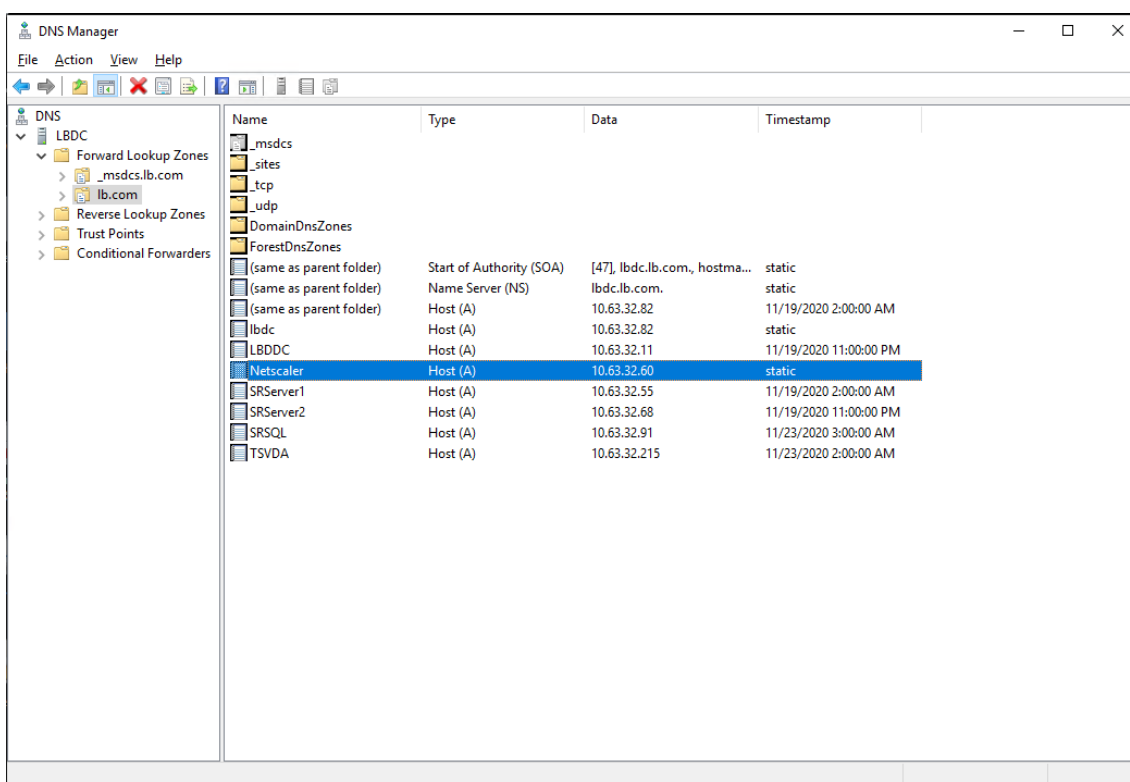 DNS Manager
File Action View Help
DNS
LBDC
Forward Lookup Zones
_msdcs.lb.com
lb.com
Reverse Lookup Zones
Trust Points
Conditional Forwarders
Name Type Data Timestamp
_msdcs
_sites
_tcp
_udp
DomainDnsZones
ForestDnsZones
(same as parent folder) Start of Authority (SOA) [47], lbdc.lb.com., hostma... static
(same as parent folder) Name Server (NS) lbdc.lb.com. static
(same as parent folder) Host (A) 10.63.32.82 11/19/2020 2:00:00 AM
lbdc Host (A) 10.63.32.82 static
LBDDC Host (A) 10.63.32.11 11/19/2020 11:00:00 PM
Netscaler Host (A) 10.63.32.60 static
SRServer1 Host (A) 10.63.32.55 11/19/2020 2:00:00 AM
SRServer2 Host (A) 10.63.32.68 11/19/2020 11:00:00 PM
SRSQL Host (A) 10.63.32.91 11/23/2020 3:00:00 AM
TSVDA Host (A) 10.63.32.215 11/23/2020 2:00:00 AM